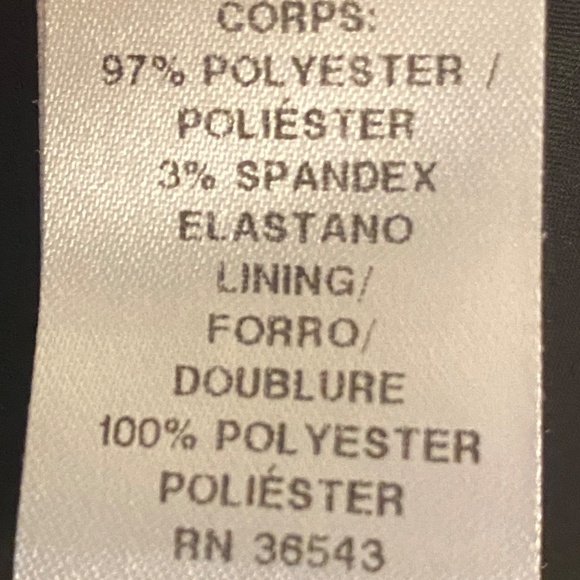 CORPS:
97% POLYESTER /
POLIÉSTER
3% SPANDEX
ELASTANO
LINING/
FORRO/
DOUBLURE
100% POLYESTER
POLIÉSTER
RN 36543